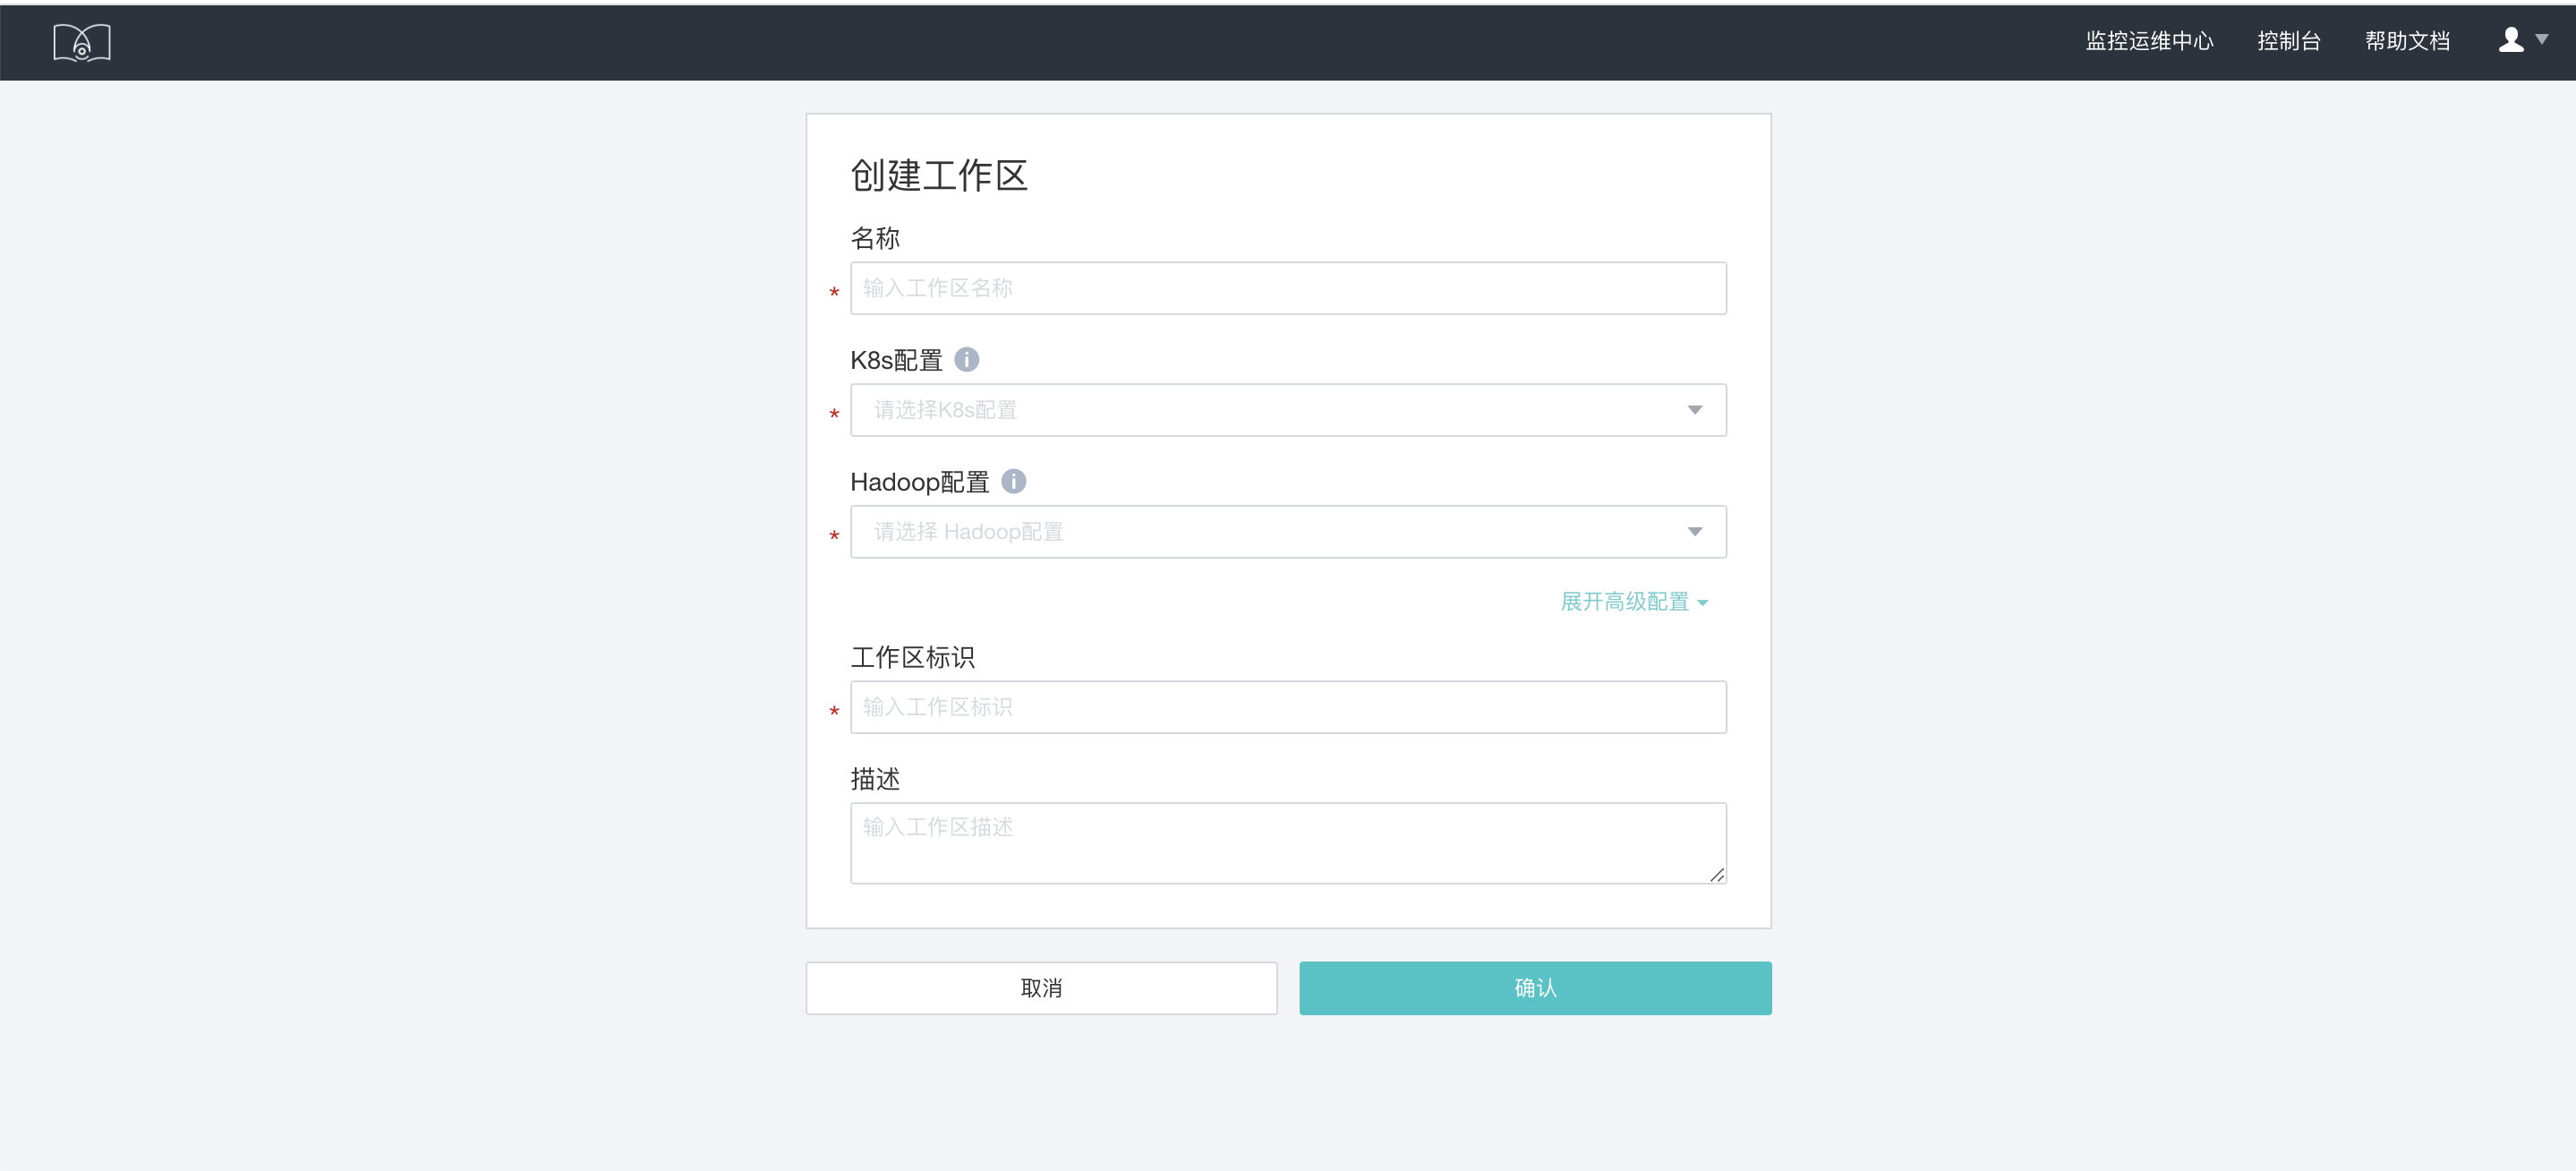 监控运维中心 控制台 帮助文档
创建工作区
名称
* 输入工作区名称
K8s配置
* 请选择K8s配置
Hadoop配置
* 请选择 Hadoop配置
展开高级配置
工作区标识
* 输入工作区标识
描述
输入工作区描述
取消 确认